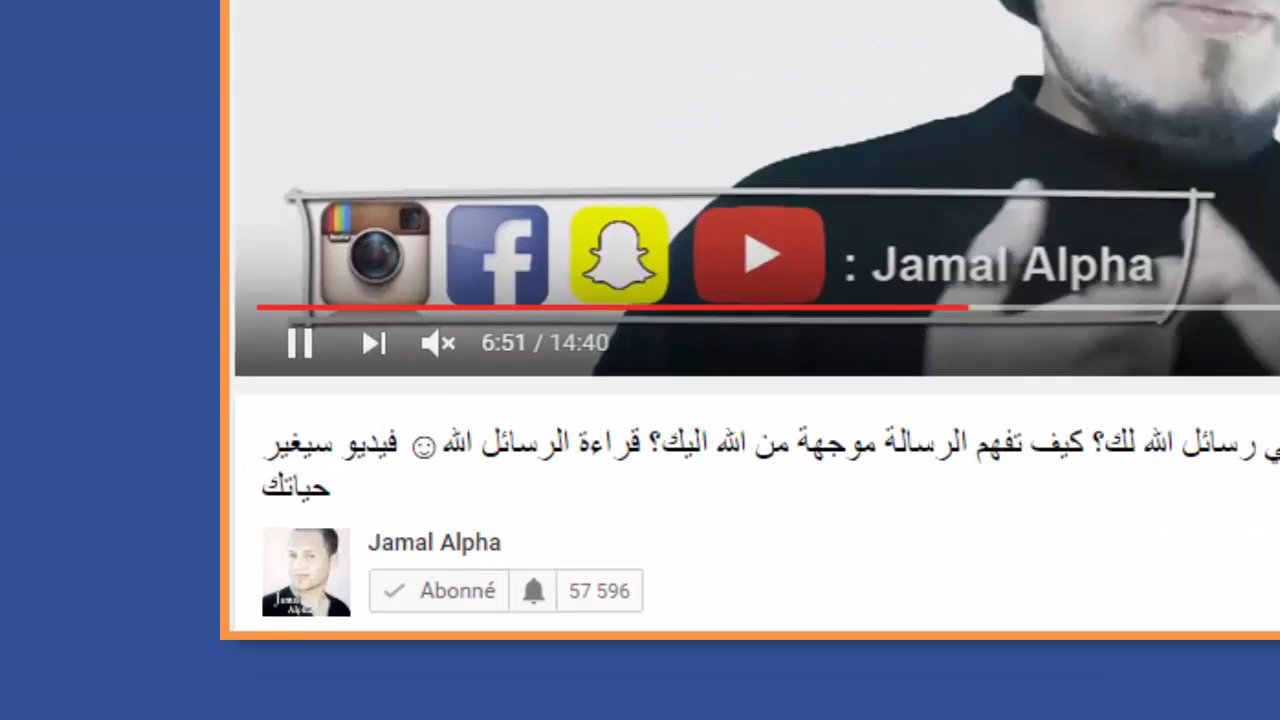 : Jamal Alpha
6:51 / 14:40
رسائل الله لك؟ كيف تفهم الرسالة موجهة من الله اليك؟ قراءة الرسائل الله ☺ فيديو سيغير
حياتك
Jamal Alpha
Abonné 57 596